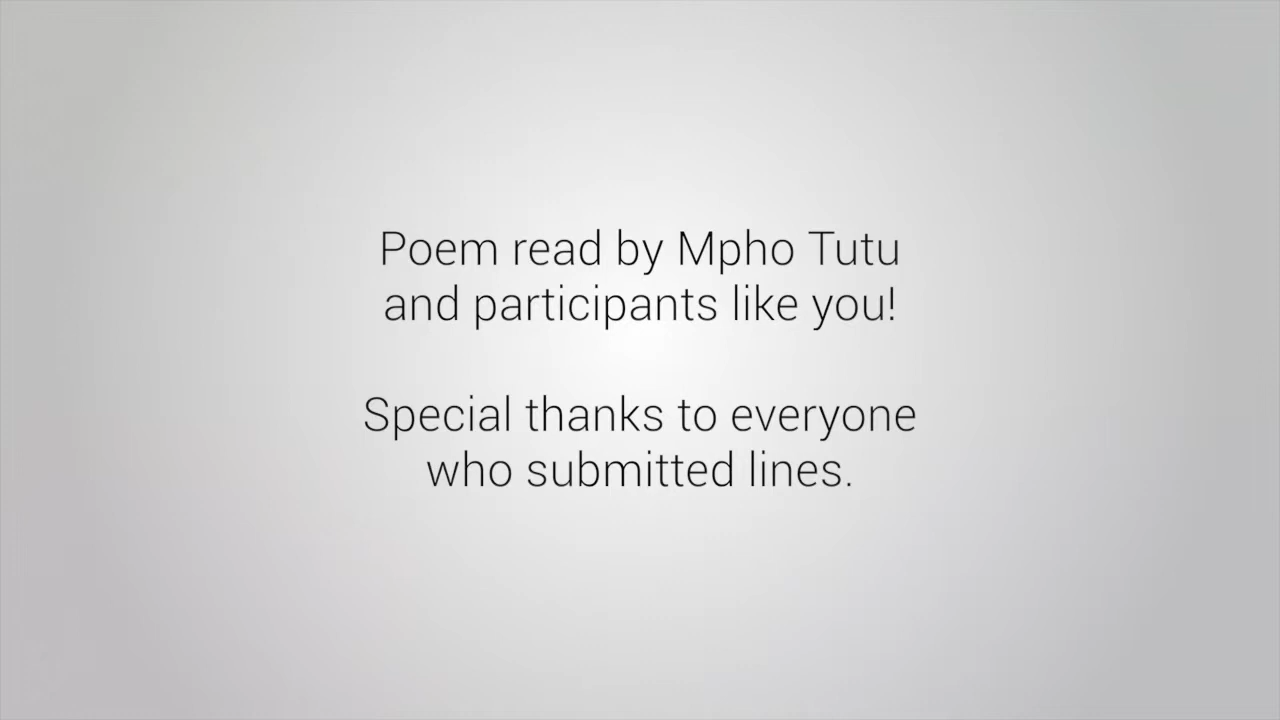 Poem read by Mpho Tutu
and participants like you!
Special thanks to everyone
who submitted lines.